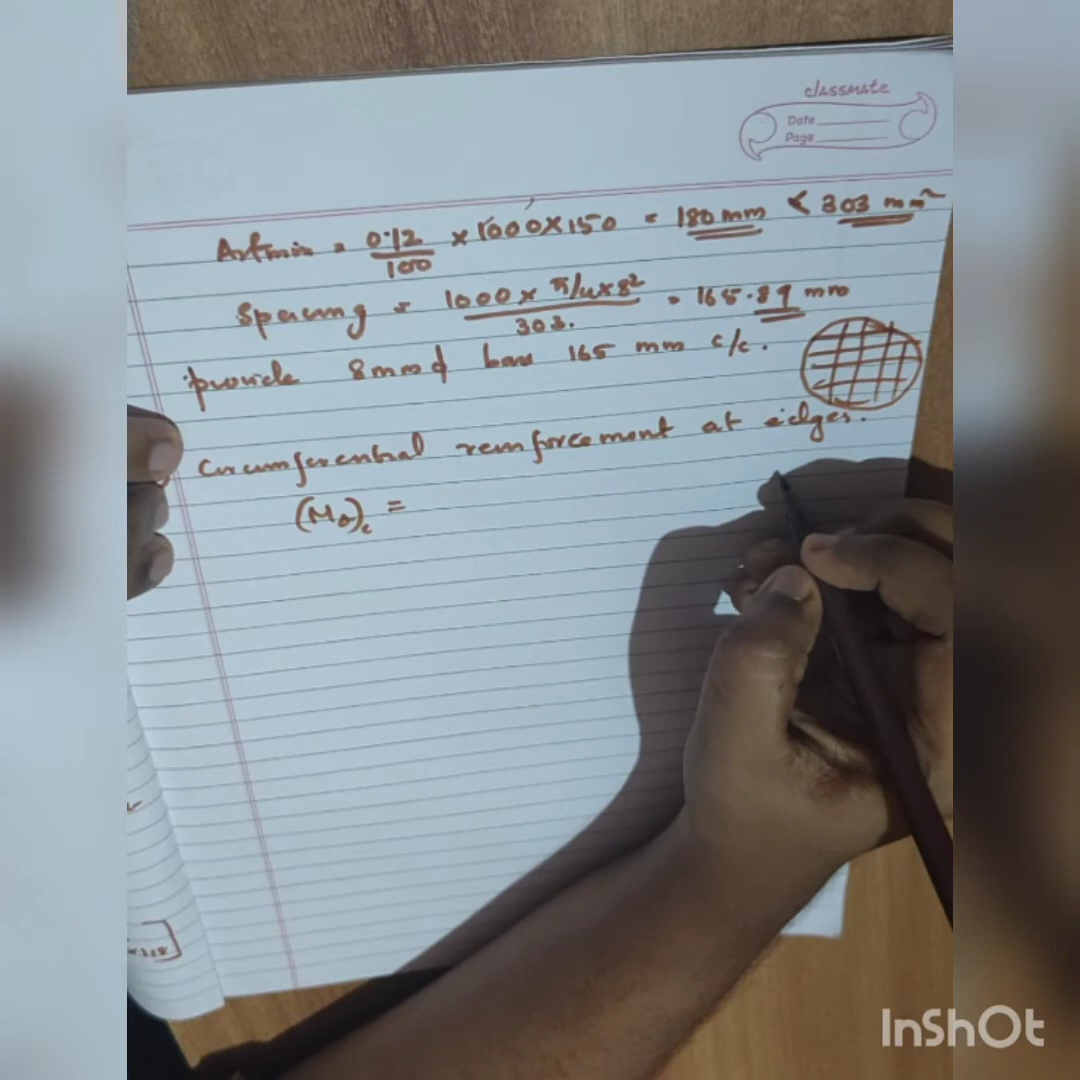 classmate
Date
Page
Astmin = 0.12/100 × 1000×150 = 180 mm < 303 mm²
Spacing = 1000 × π/4×8² / 303. = 165.89 mm
provide 8mmϕ bars 165 mm c/c.
Circumferential reinforcement at edges.
(Mθ)c =
InShOt